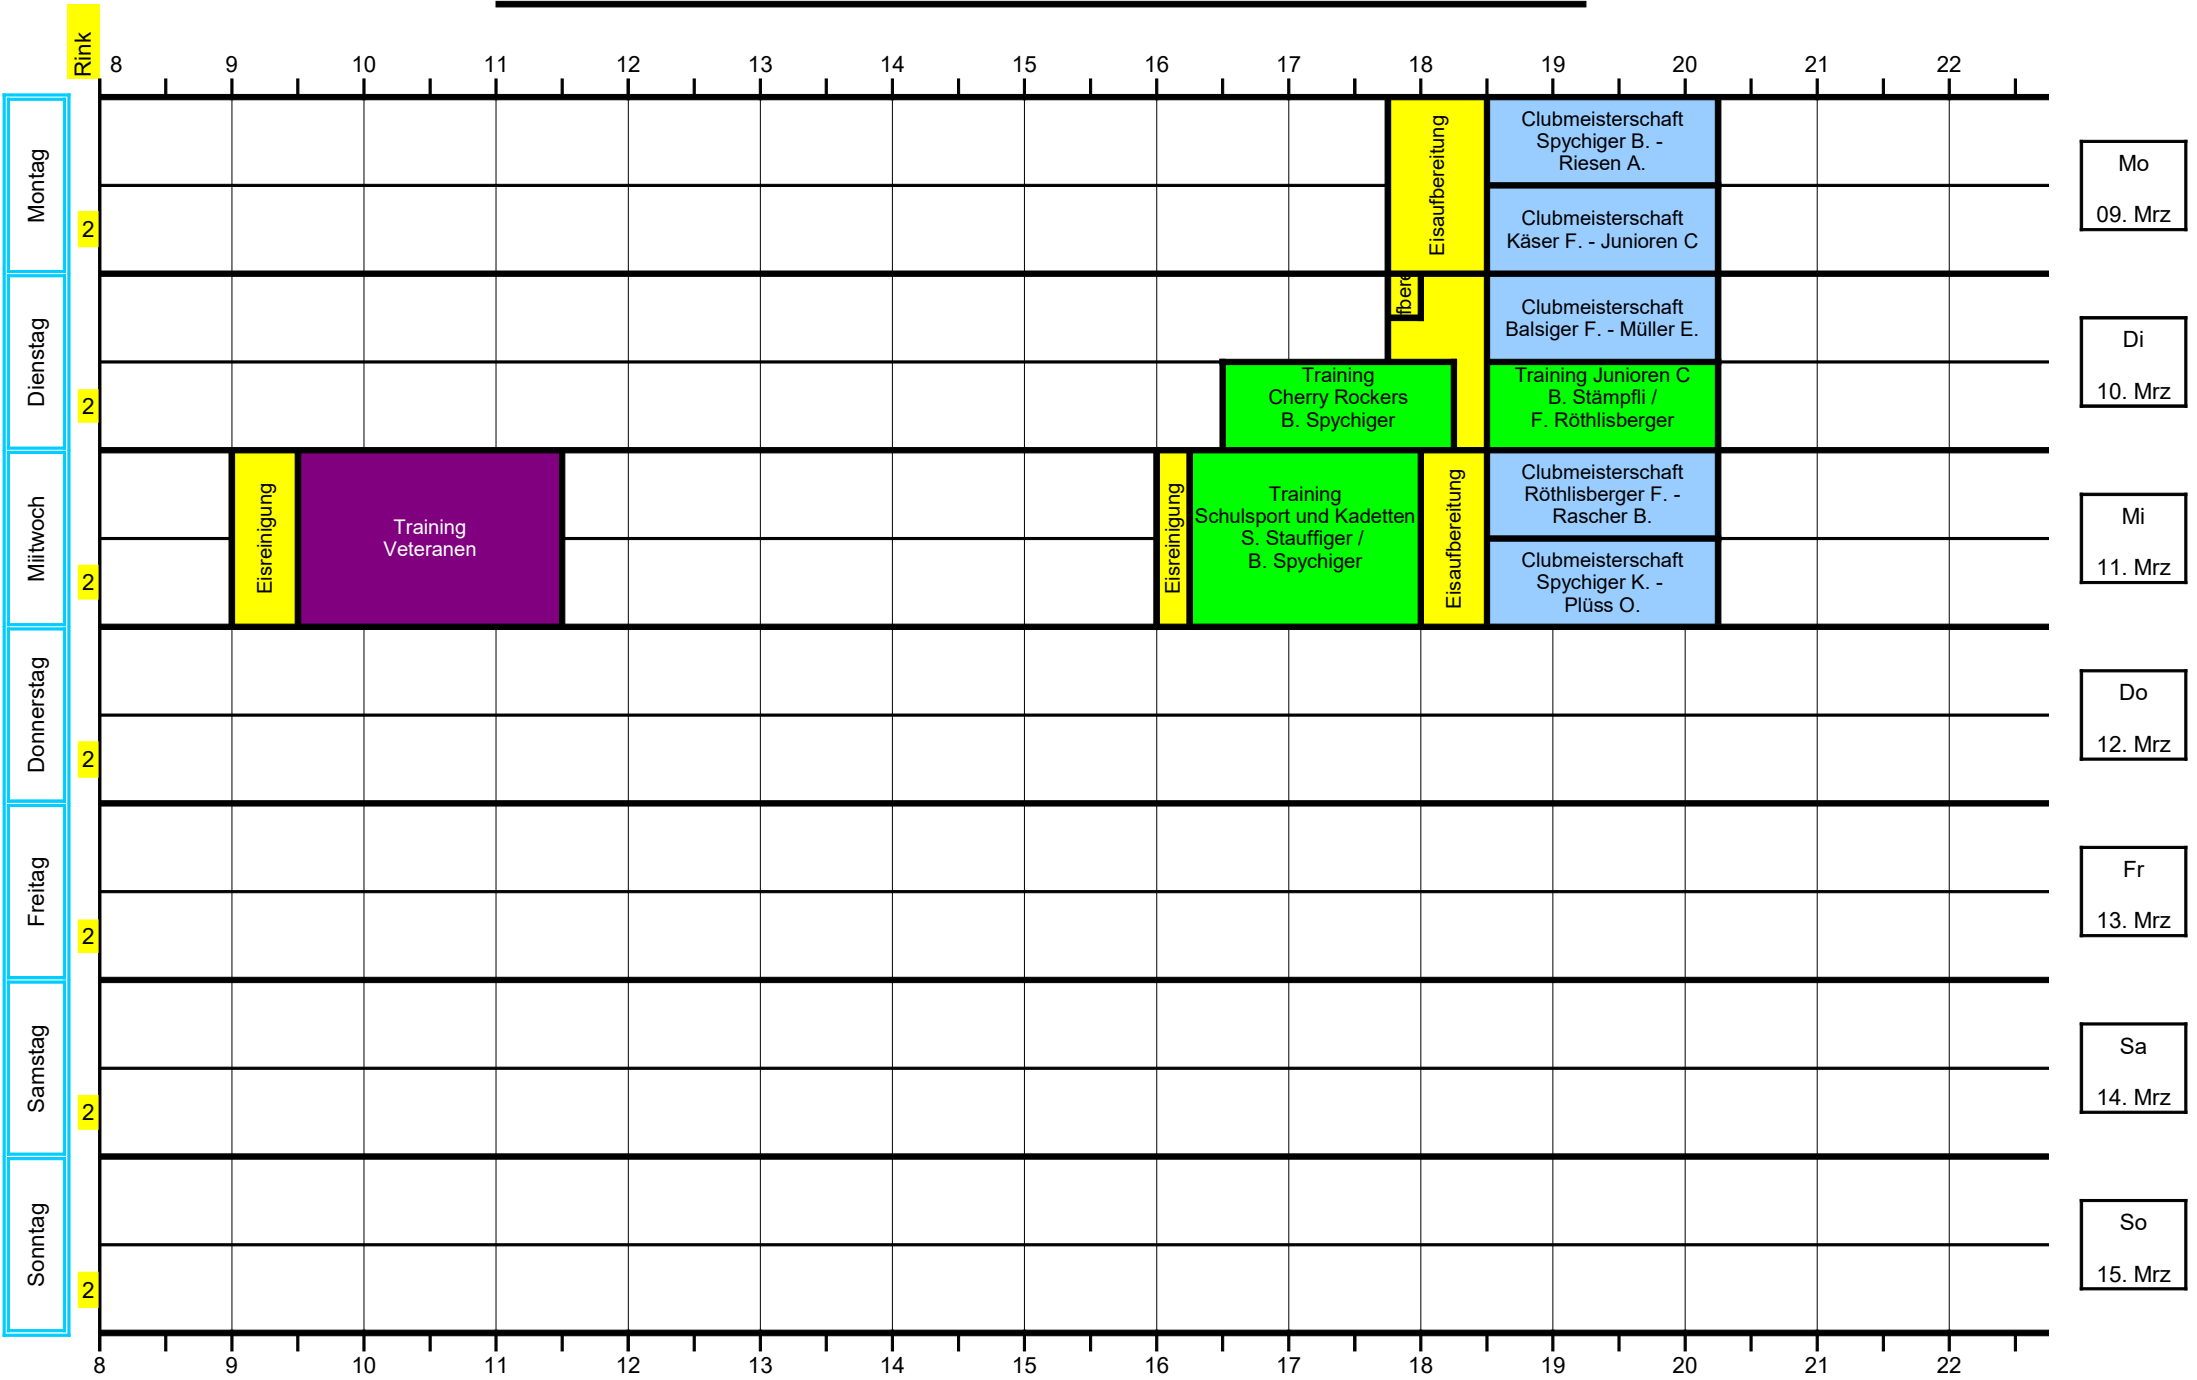 Rink
8 9 10 11 12 13 14 15 16 17 18 19 20 21 22
Montag
2
Eisaufbereitung
Clubmeisterschaft
Spychiger B. -
Riesen A.
Clubmeisterschaft
Käser F. - Junioren C
Mo
09. Mrz
Dienstag
2
fbere
Clubmeisterschaft
Balsiger F. - Müller E.
Training
Cherry Rockers
B. Spychiger
Training Junioren C
B. Stämpfli /
F. Röthlisberger
Di
10. Mrz
Miitwoch
2
Eisreinigung
Training
Veteranen
Eisreinigung
Training
Schulsport und Kadetten
S. Stauffiger /
B. Spychiger
Eisaufbereitung
Clubmeisterschaft
Röthlisberger F. -
Rascher B.
Clubmeisterschaft
Spychiger K. -
Plüss O.
Mi
11. Mrz
Donnerstag
2
Do
12. Mrz
Freitag
2
Fr
13. Mrz
Samstag
2
Sa
14. Mrz
Sonntag
2
So
15. Mrz
8 9 10 11 12 13 14 15 16 17 18 19 20 21 22